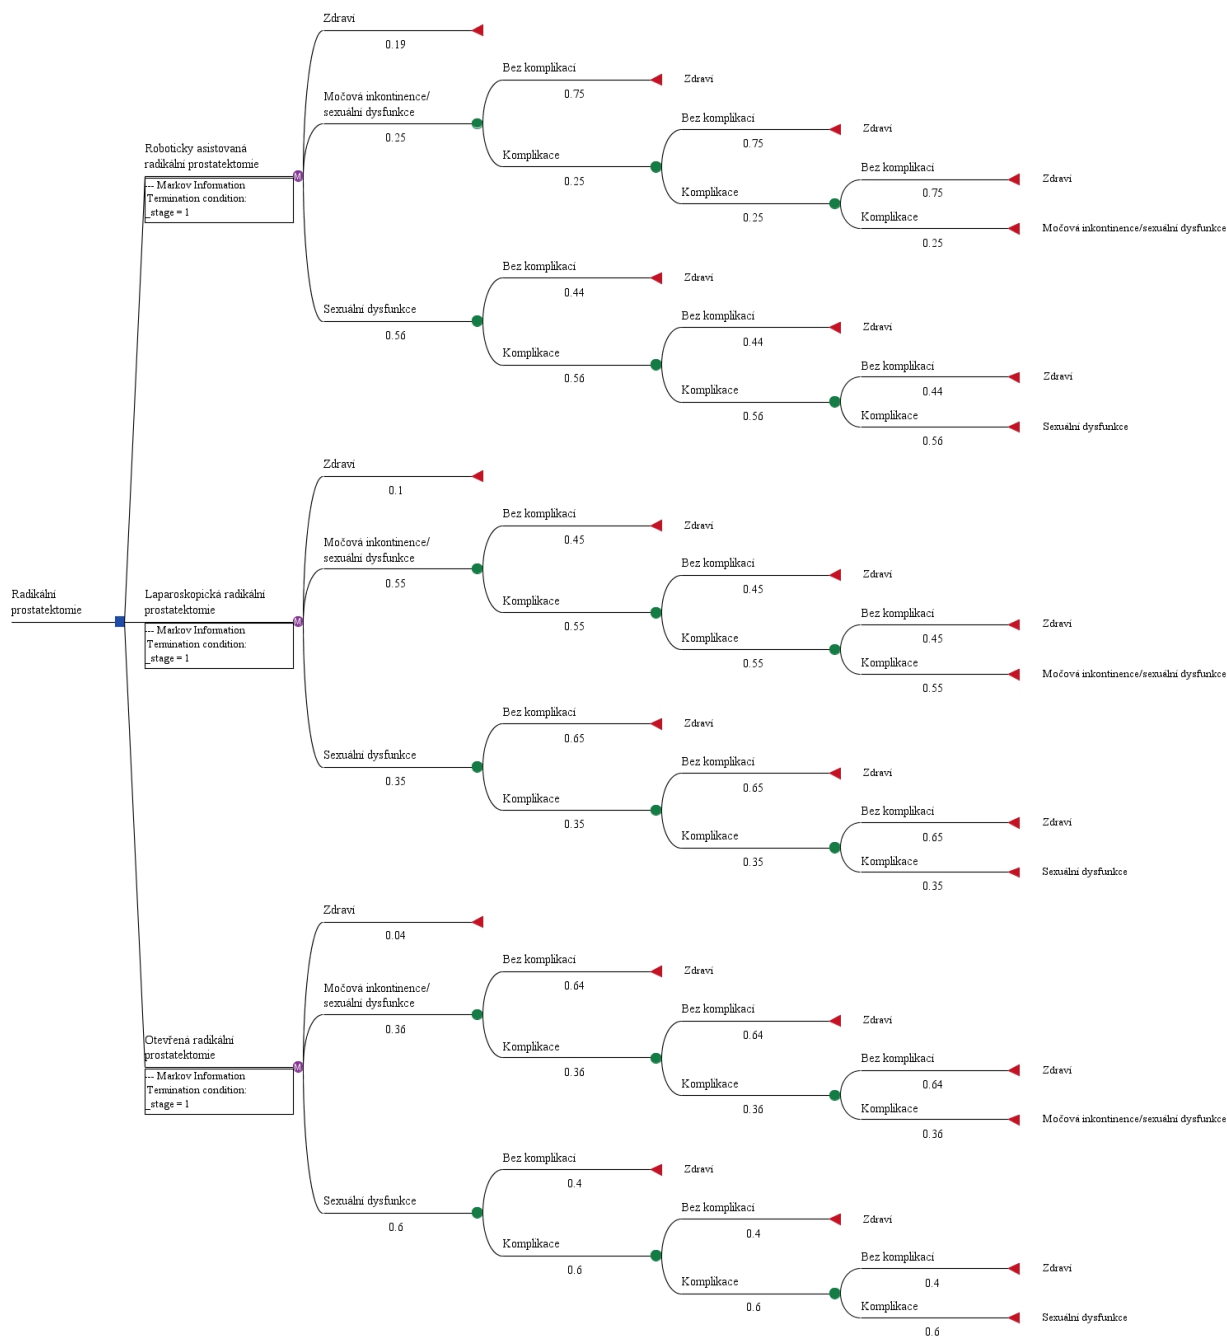 Zdraví
0.19
Bez komplikací
0.75
Zdraví
Močová inkontinence/
sexuální dysfunkce
0.25
Bez komplikací
0.75
Zdraví
Komplikace
0.25
Bez komplikací
0.75
Zdraví
Komplikace
0.25
Komplikace
0.25
Močová inkontinence/sexuální dysfunkce
Roboticky asistovaná
radikální prostatektomie
--- Markov Information
Termination condition:
_stage = 1
Bez komplikací
0.44
Zdraví
Sexuální dysfunkce
0.56
Bez komplikací
0.44
Zdraví
Komplikace
0.56
Bez komplikací
0.44
Zdraví
Komplikace
0.56
Komplikace
0.56
Sexuální dysfunkce
Zdraví
0.1
Bez komplikací
0.45
Zdraví
Močová inkontinence/
sexuální dysfunkce
0.55
Bez komplikací
0.45
Zdraví
Komplikace
0.55
Bez komplikací
0.45
Zdraví
Komplikace
0.55
Komplikace
0.55
Močová inkontinence/sexuální dysfunkce
Radikální
prostatektomie
Laparoskopická radikální
prostatektomie
--- Markov Information
Termination condition:
_stage = 1
Bez komplikací
0.65
Zdraví
Sexuální dysfunkce
0.35
Bez komplikací
0.65
Zdraví
Komplikace
0.35
Bez komplikací
0.65
Zdraví
Komplikace
0.35
Komplikace
0.35
Sexuální dysfunkce
Zdraví
0.04
Bez komplikací
0.64
Zdraví
Močová inkontinence/
sexuální dysfunkce
0.36
Bez komplikací
0.64
Zdraví
Komplikace
0.36
Bez komplikací
0.64
Zdraví
Komplikace
0.36
Komplikace
0.36
Močová inkontinence/sexuální dysfunkce
Otevřená radikální
prostatektomie
--- Markov Information
Termination condition:
_stage = 1
Bez komplikací
0.4
Zdraví
Sexuální dysfunkce
0.6
Bez komplikací
0.4
Zdraví
Komplikace
0.6
Bez komplikací
0.4
Zdraví
Komplikace
0.6
Komplikace
0.6
Sexuální dysfunkce
M
M
M